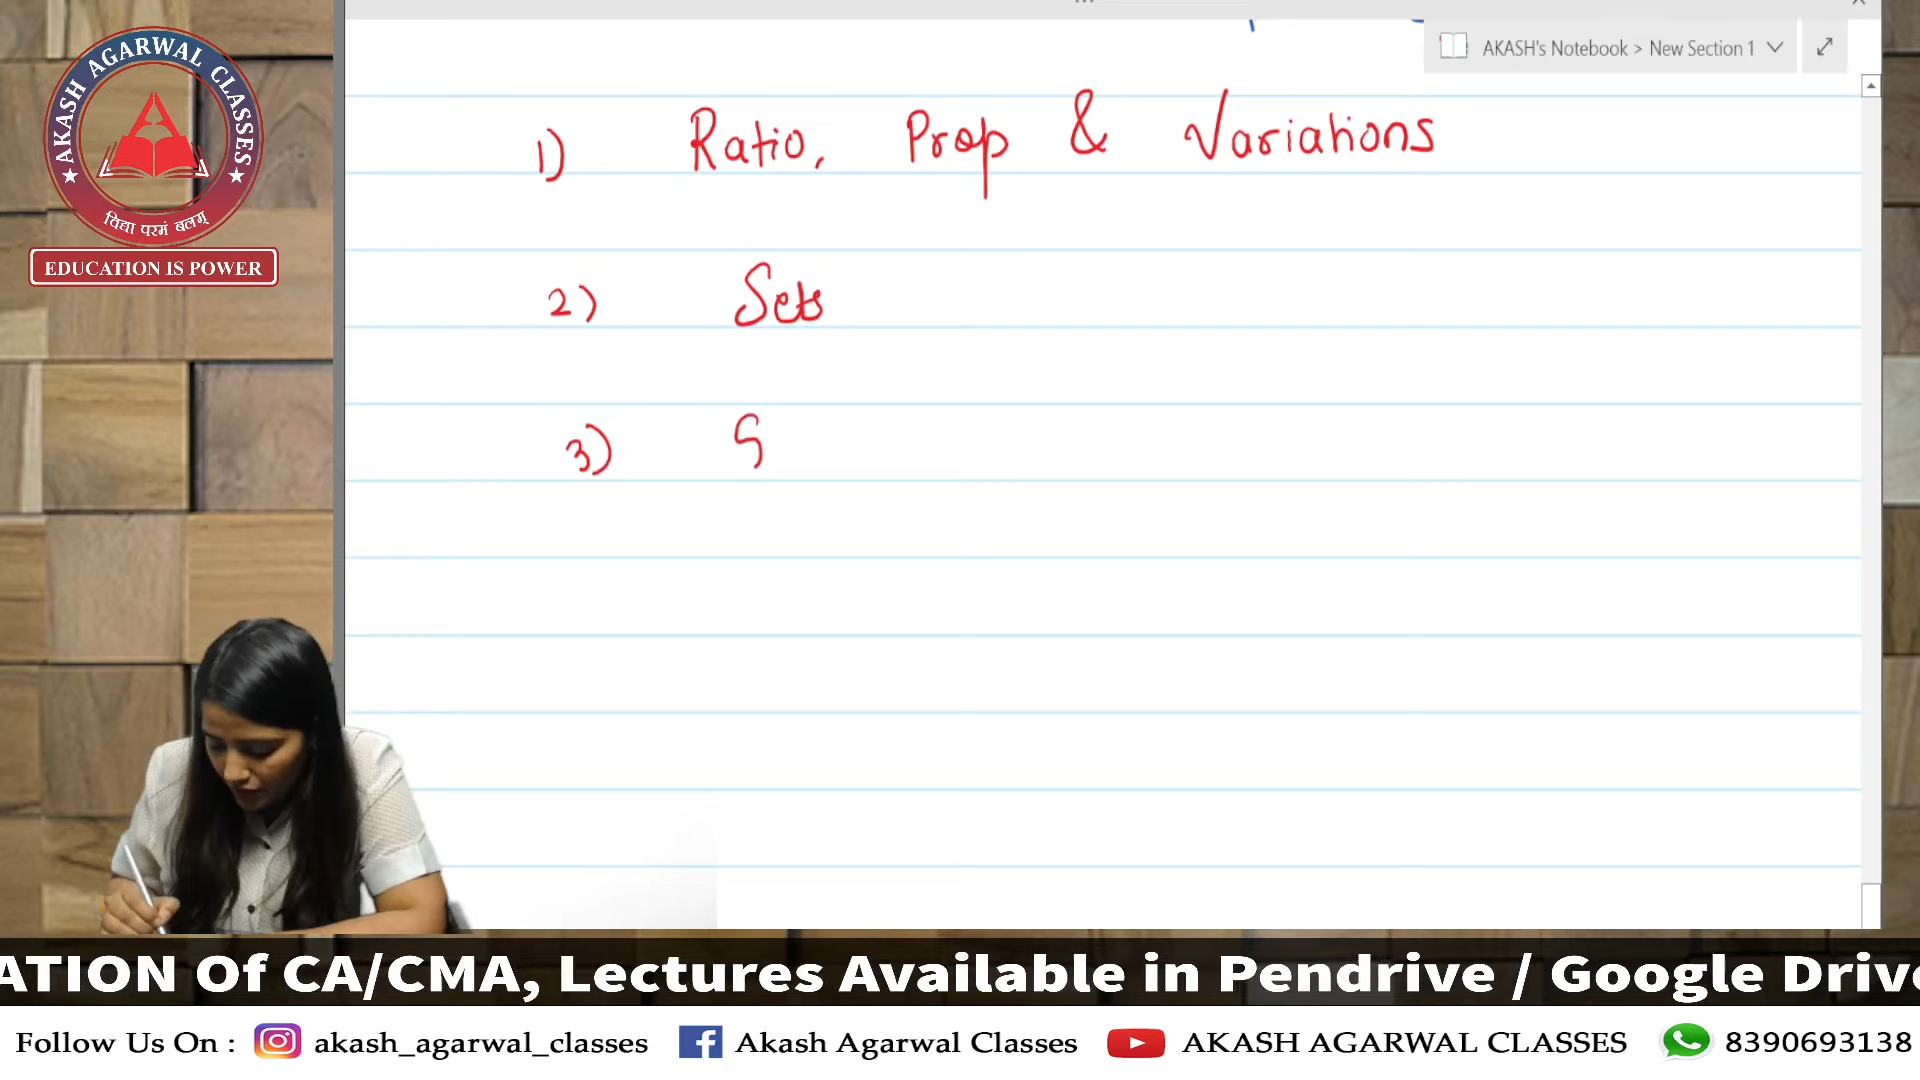 AKASH AGARWAL CLASSES
विद्या परमं बलम्
EDUCATION IS POWER
AKASH's Notebook > New Section 1
1) Ratio, Prop & Variations
2) Sets
3) S
ATION Of CA/CMA, Lectures Available in Pendrive / Google Drive
Follow Us On : akash_agarwal_classes Akash Agarwal Classes AKASH AGARWAL CLASSES 8390693138